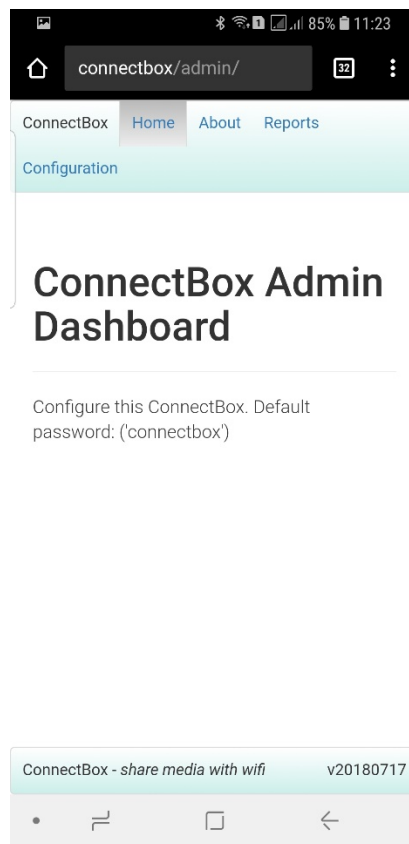 1 85% 11:23
connectbox/admin/ 32
ConnectBox Home About Reports
Configuration
ConnectBox Admin
Dashboard
Configure this ConnectBox. Default
password: ('connectbox')
ConnectBox - share media with wifi v20180717